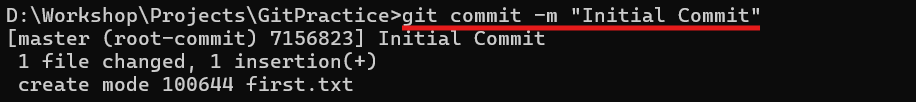 D:\Workshop\Projects\GitPractice>git commit -m "Initial Commit"
[master (root-commit) 7156823] Initial Commit
 1 file changed, 1 insertion(+)
 create mode 100644 first.txt